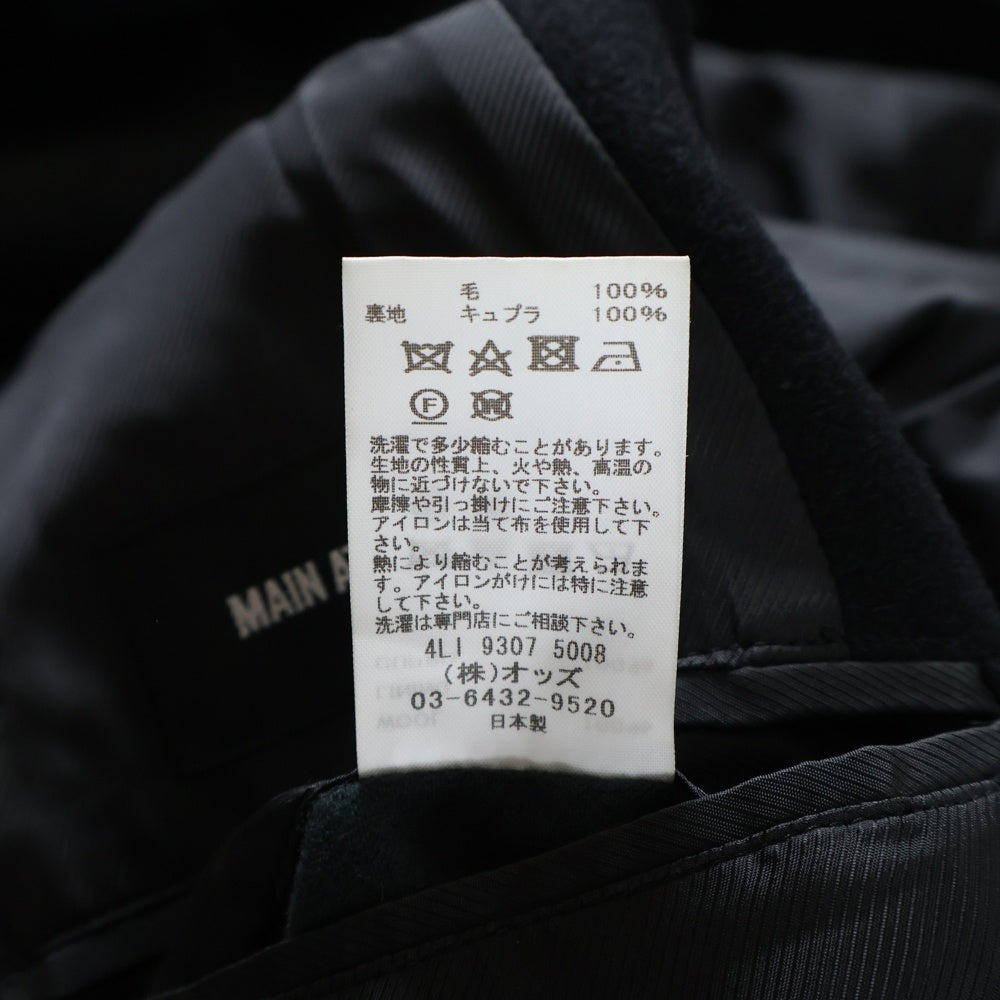 毛 100%
裏地 キュプラ 100%
F
W
洗濯で多少縮むことがあります。
生地の性質上、火や熱、高温の
物に近づけないで下さい。
摩擦や引っ掛けにご注意下さい。
アイロンは当て布を使用して下
さい。
熱により縮むことが考えられま
す。アイロンがけには特に注意
して下さい。
洗濯は専門店にご相談下さい。
4LI 9307 5008
(株)オッズ
03-6432-9520
日本製
MAIN